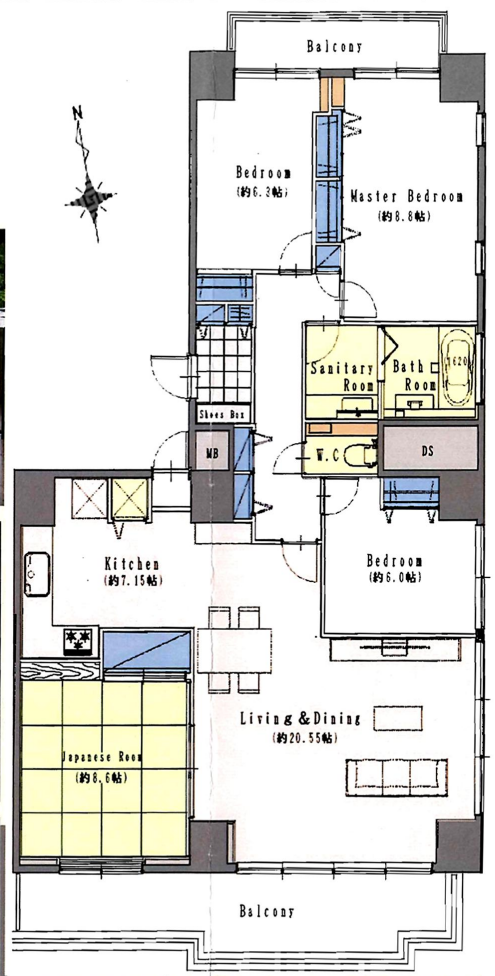 Balcony
N
Bedroom
(約6.3帖)
Master Bedroom
(約8.8帖)
Sanitary
Room
Bath
Room
1620
Shoes Box
MB
W.C
DS
Kitchen
(約7.15帖)
Bedroom
(約6.0帖)
Living & Dining
(約20.55帖)
Japanese Room
(約8.6帖)
Balcony